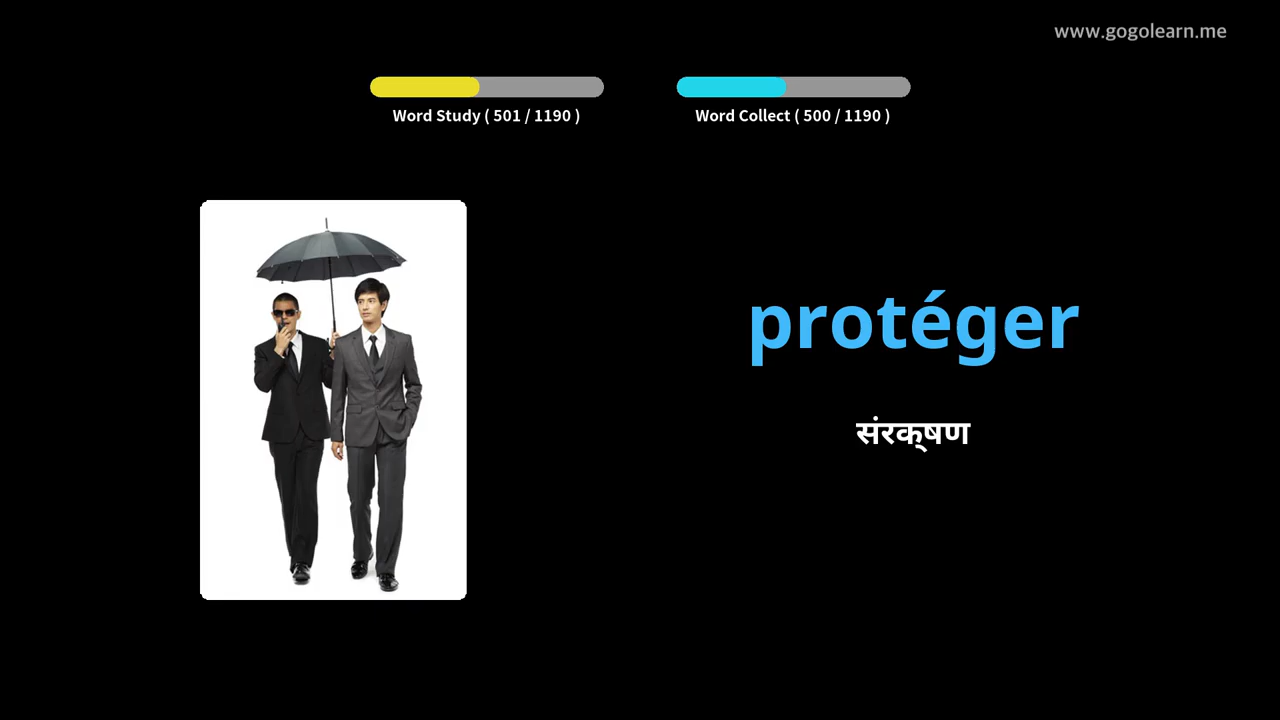 www.gogolearn.me
Word Study ( 501 / 1190 )
Word Collect ( 500 / 1190 )
protéger
संरक्षण